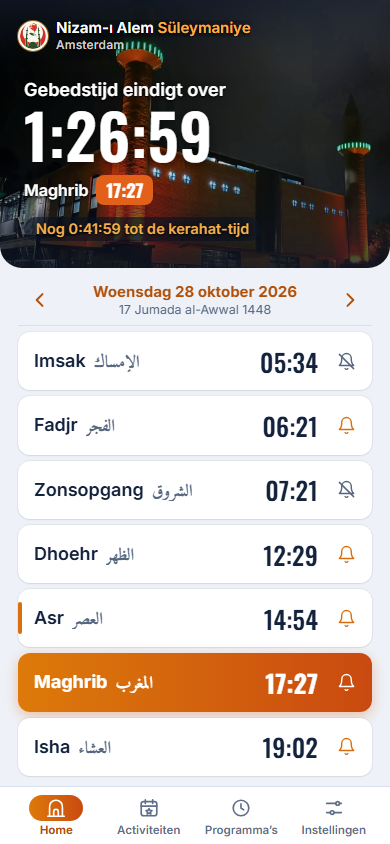 Nizam-ı Alem Süleymaniye
Amsterdam
Gebedstijd eindigt over
1:26:59
Maghrib 17:27
Nog 0:41:59 tot de kerahat-tijd
Woensdag 28 oktober 2026
17 Jumada al-Awwal 1448
Imsak الإمساك 05:34
Fadjr الفجر 06:21
Zonsopgang الشروق 07:21
Dhoehr الظهر 12:29
Asr العصر 14:54
Maghrib المغرب 17:27
Isha العشاء 19:02
Home Activiteiten Programma's Instellingen